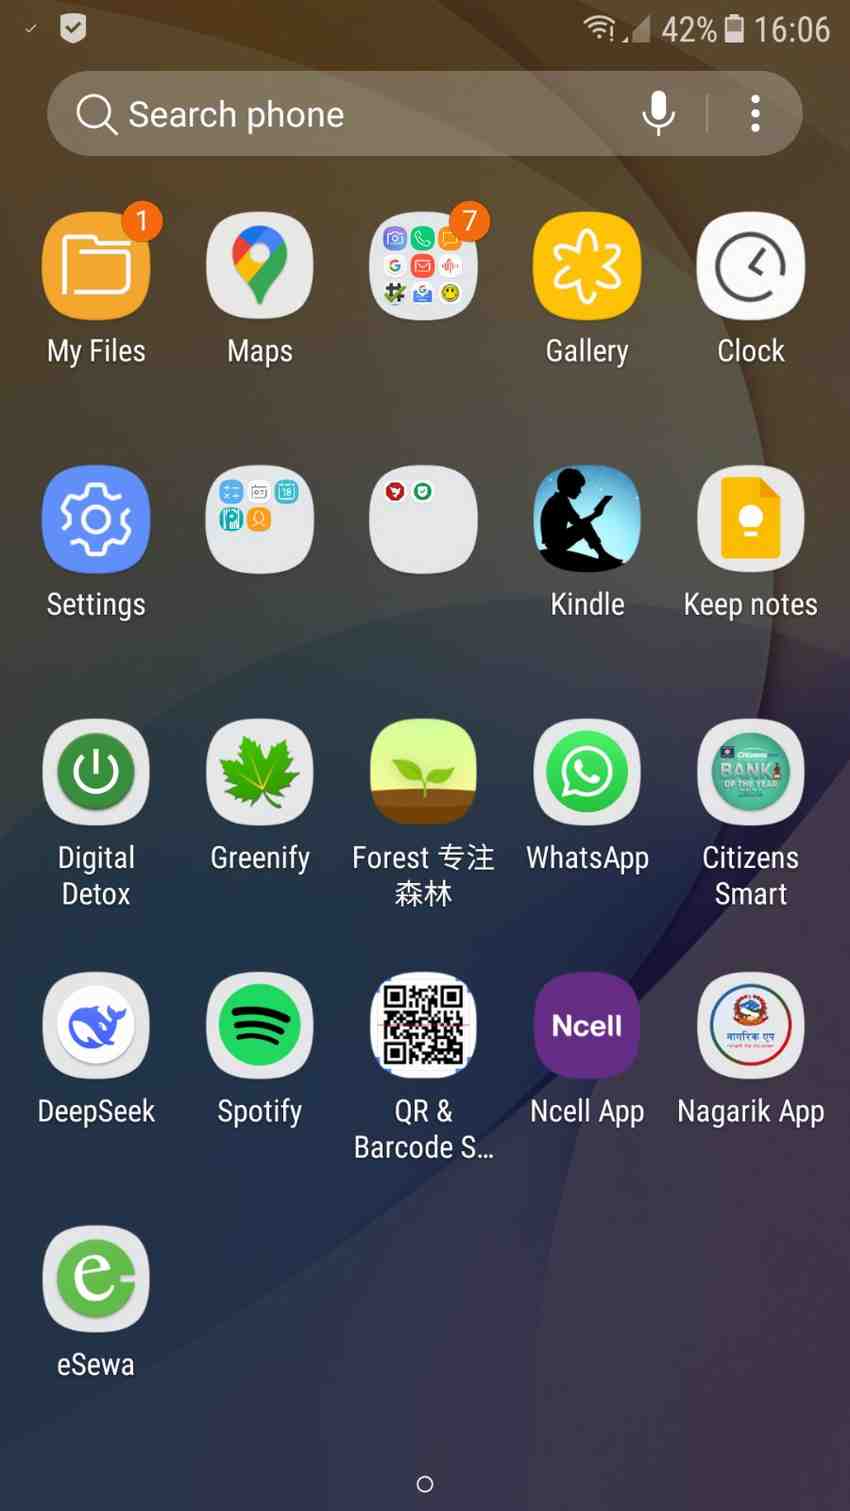 42% 16:06
Search phone
1
7
My Files
Maps
Gallery
Clock
18
Settings
Kindle
Keep notes
BANK
OF THE YEAR
Digital
Detox
Greenify
Forest 专注
森林
WhatsApp
Citizens
Smart
Ncell
नागरिक एप
DeepSeek
Spotify
QR &
Barcode S...
Ncell App
Nagarik App
e
eSewa